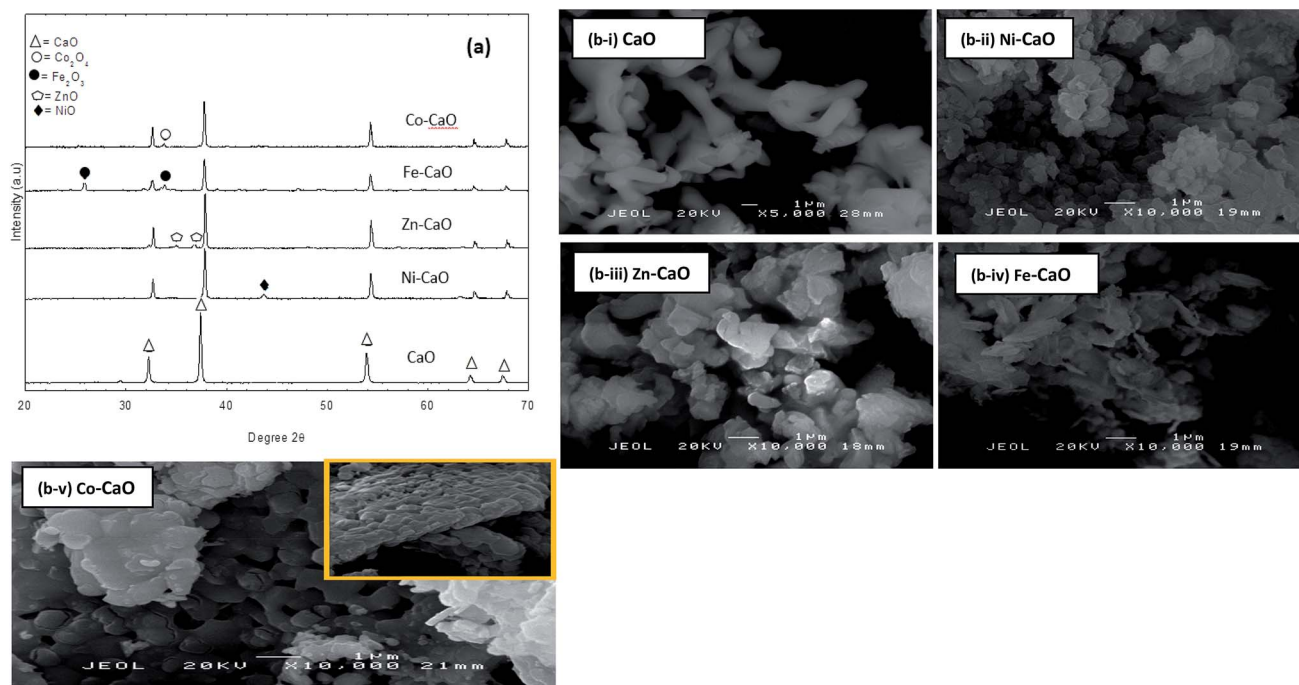 (a)
△= CaO
○= Co₂O₄
●= Fe₂O₃
⬠= ZnO
◆= NiO
Co-CaO
Fe-CaO
Zn-CaO
Ni-CaO
CaO
Intensity (a.u)
20 30 40 50 60 70
Degree 2θ
(b-i) CaO
1μm
JEOL 20KV X5,000 28mm
(b-ii) Ni-CaO
1μm
JEOL 20KV X10,000 19mm
(b-iii) Zn-CaO
1μm
JEOL 20KV X10,000 18mm
(b-iv) Fe-CaO
1μm
JEOL 20KV X10,000 19mm
(b-v) Co-CaO
1μm
JEOL 20KV X10,000 21mm